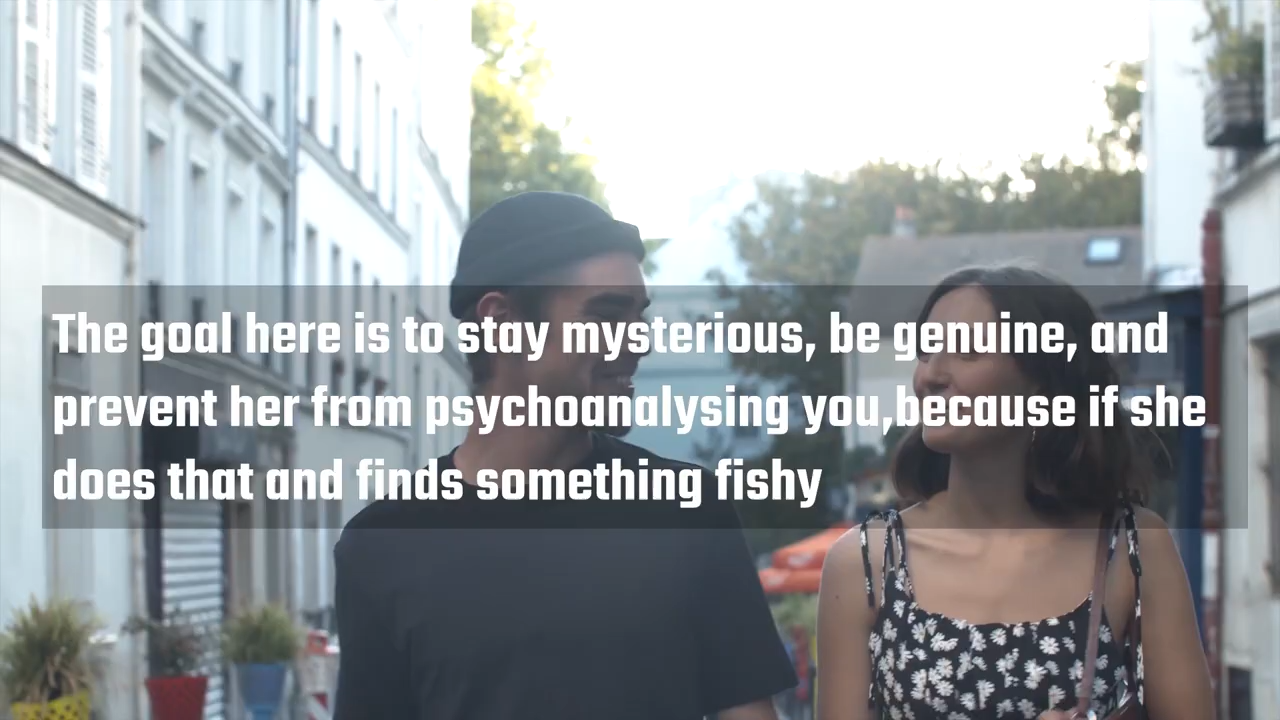 The goal here is to stay mysterious, be genuine, and
prevent her from psychoanalysing you,because if she
does that and finds something fishy